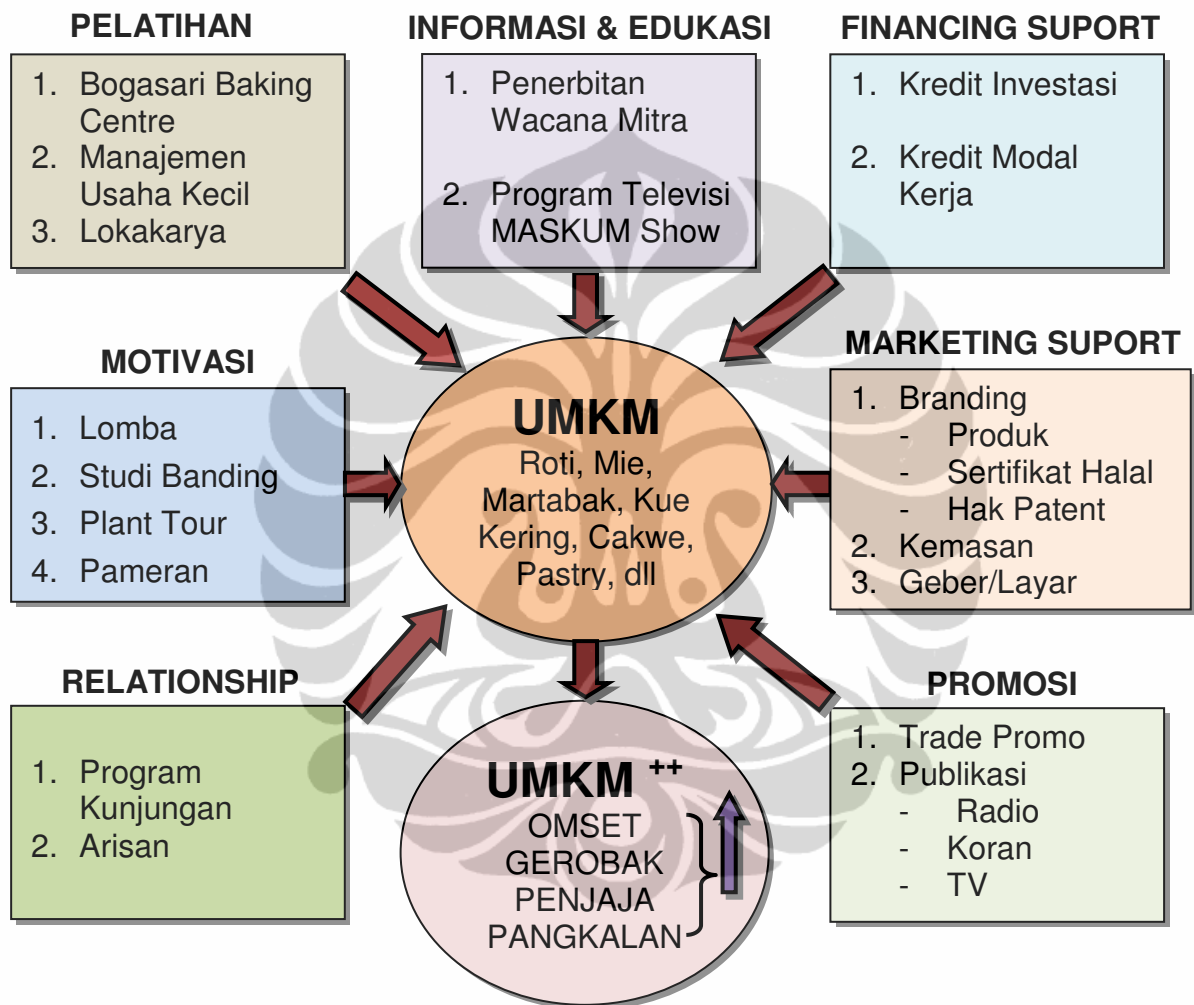 PELATIHAN
1. Bogasari Baking
Centre
2. Manajemen
Usaha Kecil
3. Lokakarya
INFORMASI & EDUKASI
1. Penerbitan
Wacana Mitra
2. Program Televisi
MASKUM Show
FINANCING SUPORT
1. Kredit Investasi
2. Kredit Modal
Kerja
MOTIVASI
1. Lomba
2. Studi Banding
3. Plant Tour
4. Pameran
UMKM
Roti, Mie,
Martabak, Kue
Kering, Cakwe,
Pastry, dll
MARKETING SUPORT
1. Branding
- Produk
- Sertifikat Halal
- Hak Patent
2. Kemasan
3. Geber/Layar
RELATIONSHIP
1. Program
Kunjungan
2. Arisan
UMKM ++
OMSET
GEROBAK
PENJAJA
PANGKALAN
PROMOSI
1. Trade Promo
2. Publikasi
- Radio
- Koran
- TV